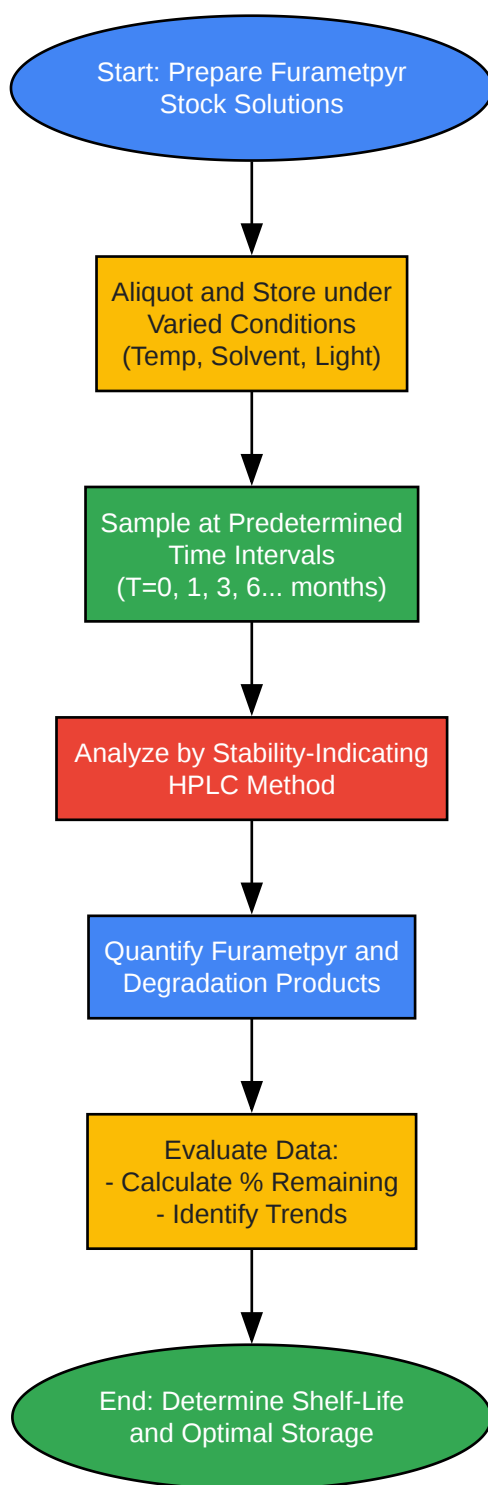 Start: Prepare Furametpyr
Stock Solutions
Aliquot and Store under
Varied Conditions
(Temp, Solvent, Light)
Sample at Predetermined
Time Intervals
(T=0, 1, 3, 6... months)
Analyze by Stability-Indicating
HPLC Method
Quantify Furametpyr and
Degradation Products
Evaluate Data:
- Calculate % Remaining
- Identify Trends
End: Determine Shelf-Life
and Optimal Storage